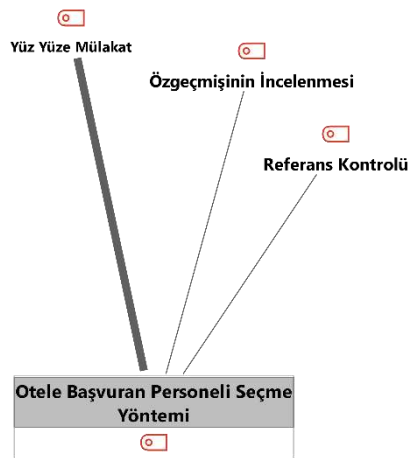 Yüz Yüze Mülakat
Özgeçmişinin İncelenmesi
Referans Kontrolü
Otele Başvuran Personeli Seçme
Yöntemi